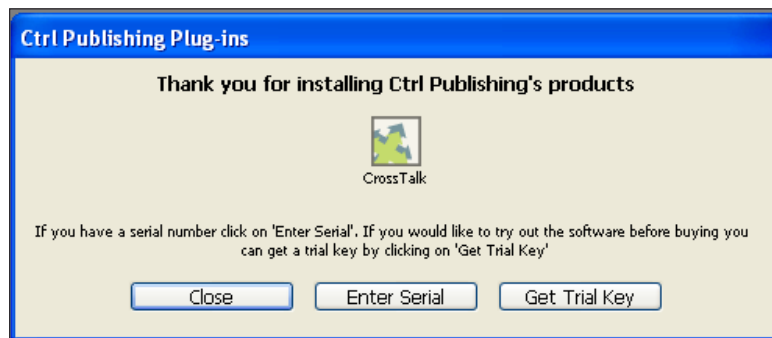 Ctrl Publishing Plug-ins
Thank you for installing Ctrl Publishing's products
CrossTalk
If you have a serial number click on 'Enter Serial'. If you would like to try out the software before buying you
can get a trial key by clicking on 'Get Trial Key'
Close Enter Serial Get Trial Key